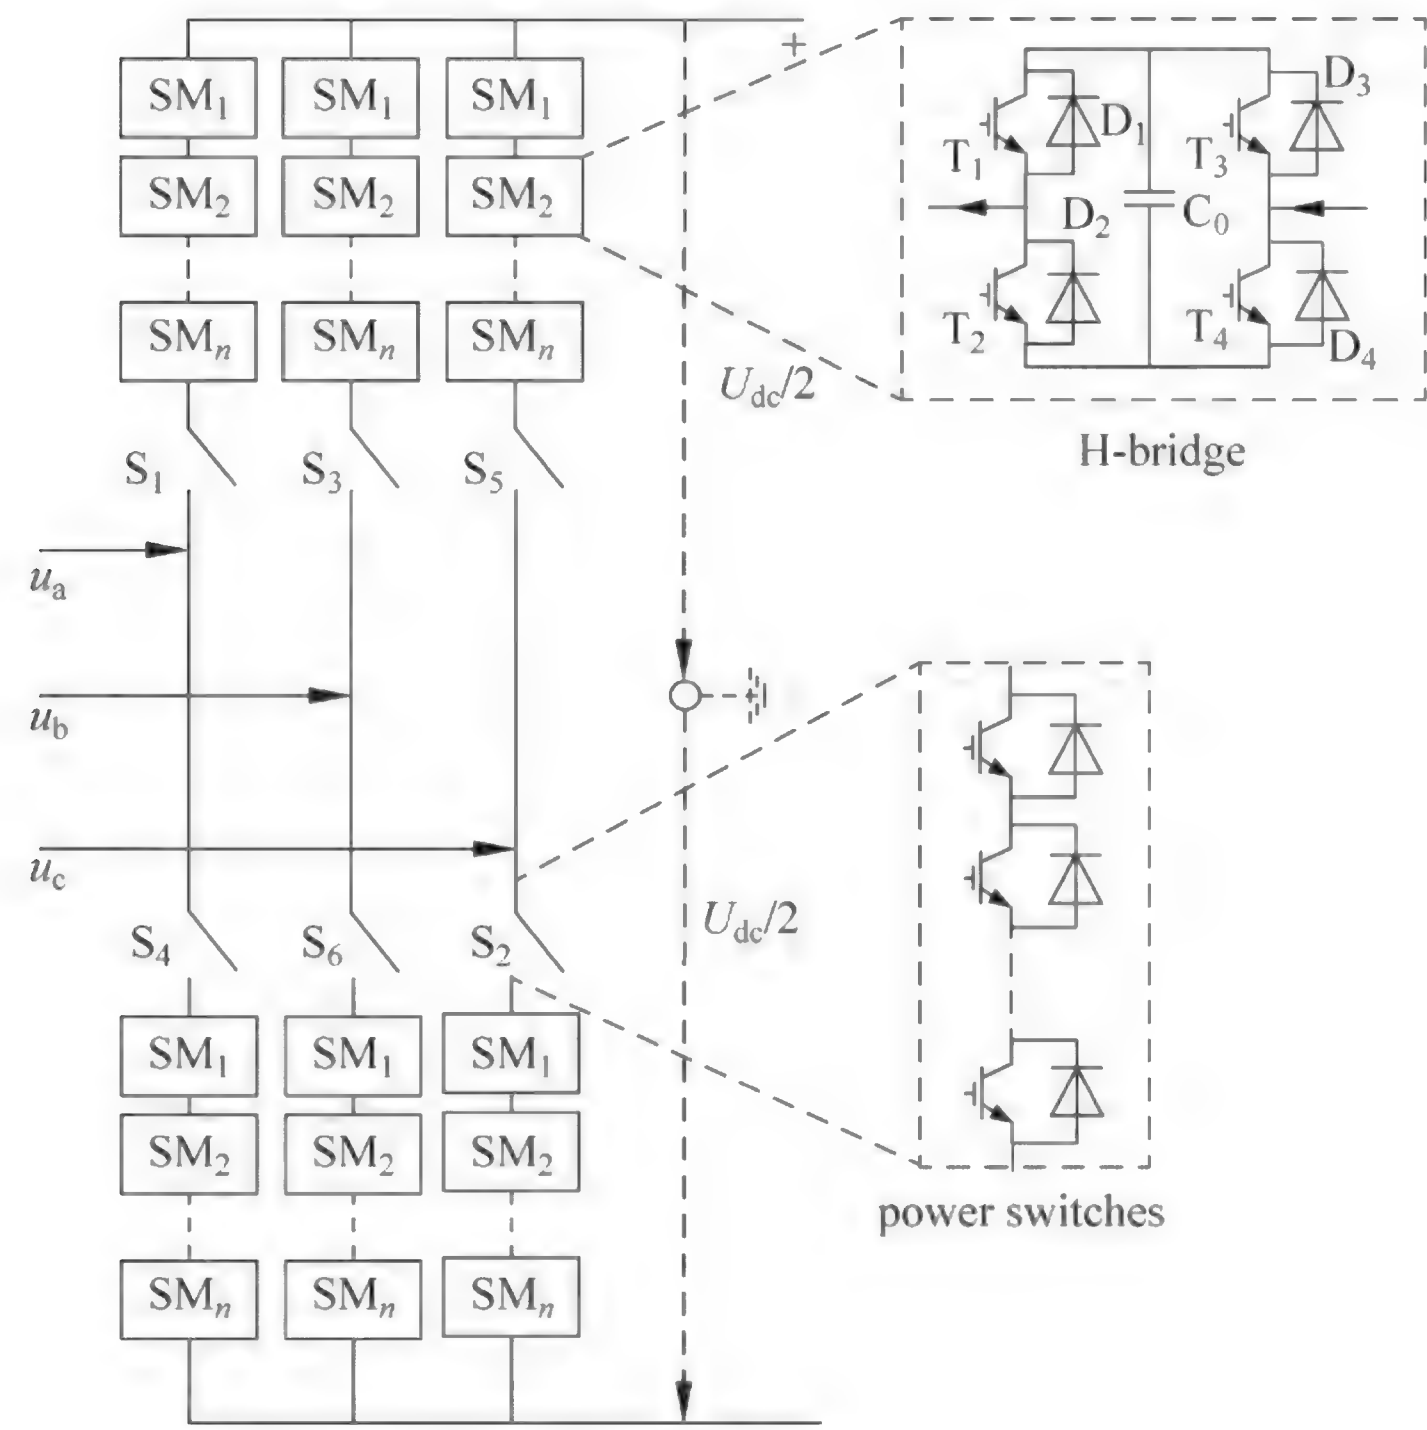 +
SM1 SM1 SM1
SM2 SM2 SM2
SMn SMn SMn
D3
D1
T1 T3
D2 C0
T2 T4
D4
Udc/2
H-bridge
S1 S3 S5
ua
ub
uc
Udc/2
S4 S6 S2
SM1 SM1 SM1
SM2 SM2 SM2
SMn SMn SMn
power switches